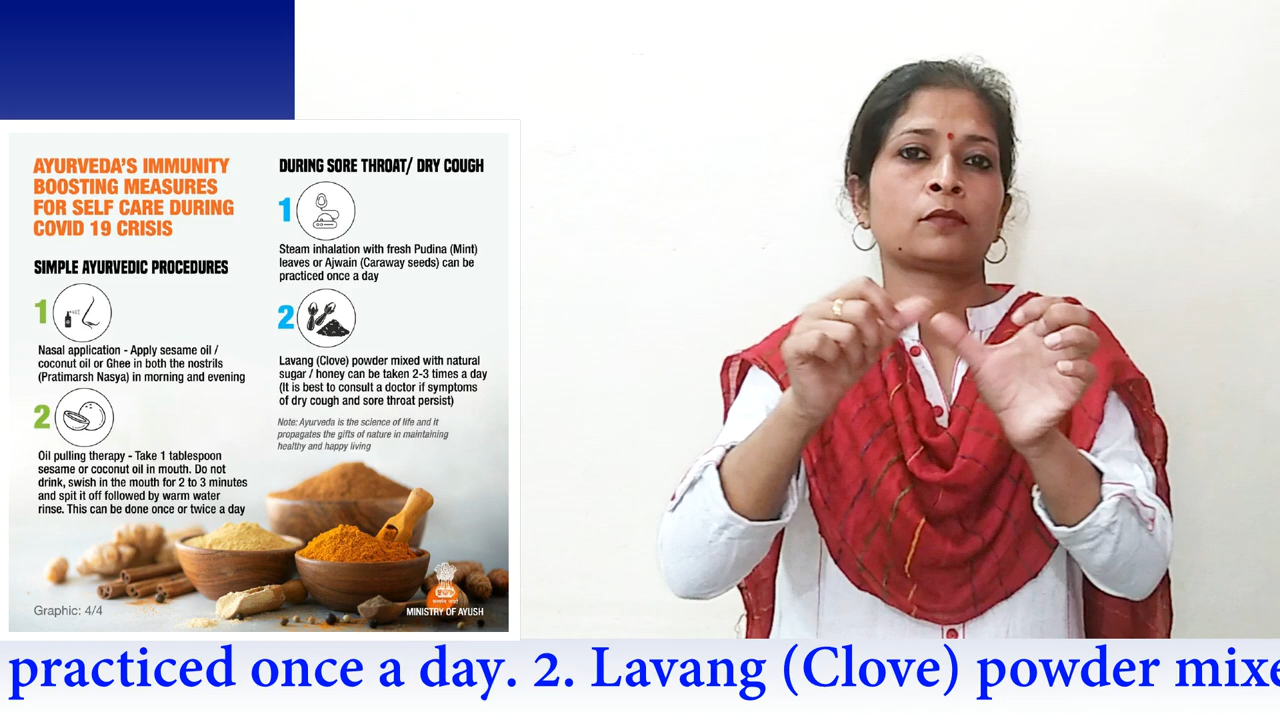 AYURVEDA'S IMMUNITY
BOOSTING MEASURES
FOR SELF CARE DURING
COVID 19 CRISIS
SIMPLE AYURVEDIC PROCEDURES
1
Nasal application - Apply sesame oil /
coconut oil or Ghee in both the nostrils
(Pratimarsh Nasya) in morning and evening
2
Oil pulling therapy - Take 1 tablespoon
sesame or coconut oil in mouth. Do not
drink, swish in the mouth for 2 to 3 minutes
and spit it off followed by warm water
rinse. This can be done once or twice a day
DURING SORE THROAT/ DRY COUGH
1
Steam inhalation with fresh Pudina (Mint)
leaves or Ajwain (Caraway seeds) can be
practiced once a day
2
Lavang (Clove) powder mixed with natural
sugar / honey can be taken 2-3 times a day
(It is best to consult a doctor if symptoms
of dry cough and sore throat persist)
Note: Ayurveda is the science of life and it
propagates the gifts of nature in maintaining
healthy and happy living
Graphic: 4/4
MINISTRY OF AYUSH
practiced once a day. 2. Lavang (Clove) powder mixe